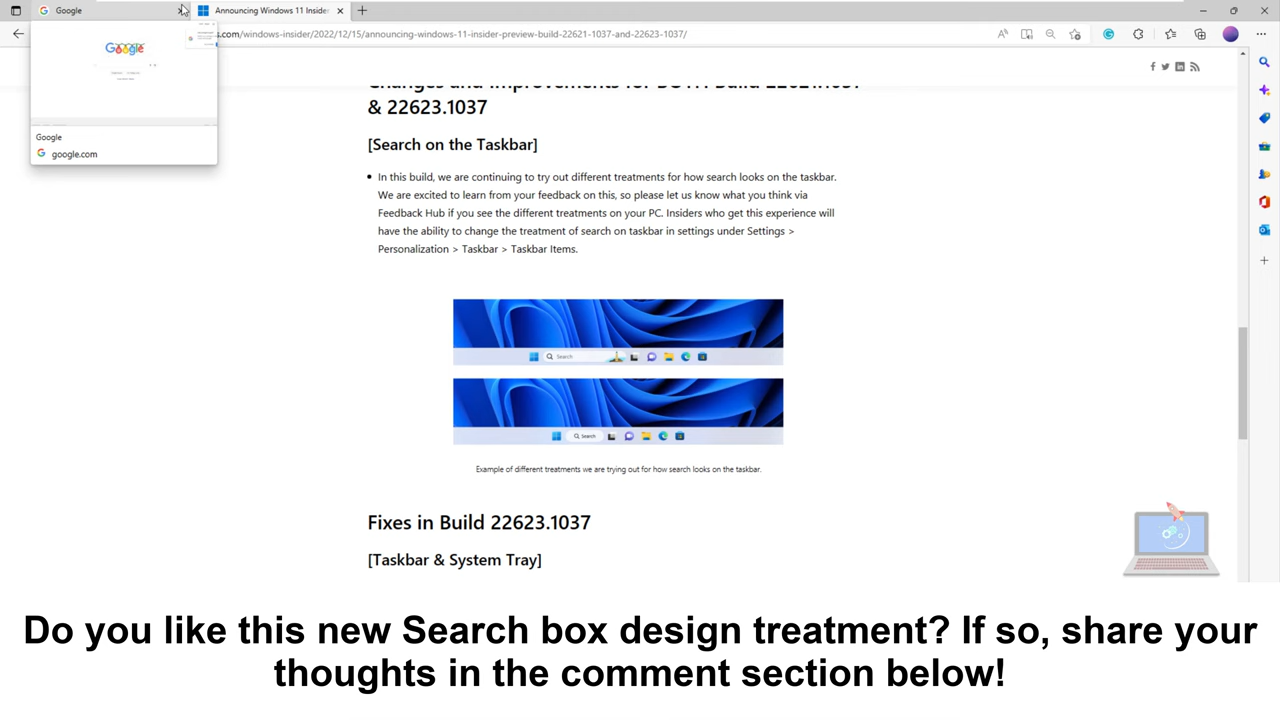 Google
Announcing Windows 11 Insider
s.com/windows-insider/2022/12/15/announcing-windows-11-insider-preview-build-22621-1037-and-22623-1037/
Google
Google
google.com
& 22623.1037
[Search on the Taskbar]
In this build, we are continuing to try out different treatments for how search looks on the taskbar.
We are excited to learn from your feedback on this, so please let us know what you think via
Feedback Hub if you see the different treatments on your PC. Insiders who get this experience will
have the ability to change the treatment of search on taskbar in settings under Settings >
Personalization > Taskbar > Taskbar Items.
Search
Search
Example of different treatments we are trying out for how search looks on the taskbar.
Fixes in Build 22623.1037
[Taskbar & System Tray]
Do you like this new Search box design treatment? If so, share your
thoughts in the comment section below!